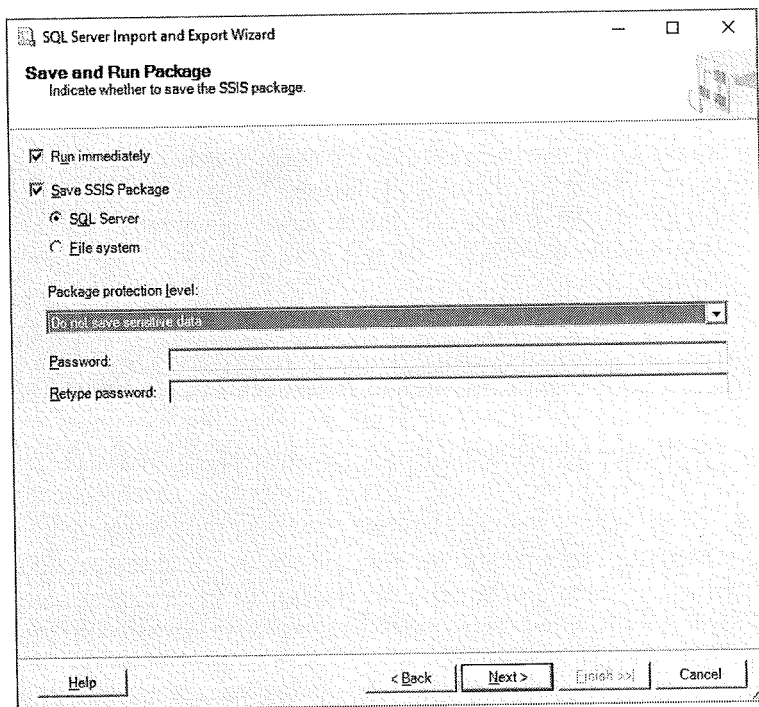 SQL Server Import and Export Wizard
Save and Run Package
Indicate whether to save the SSIS package.
Run immediately
Save SSIS Package
SQL Server
File system
Package protection level:
Do not save sensitive data
Password:
Retype password:
Help
< Back
Next >
Finish >>|
Cancel